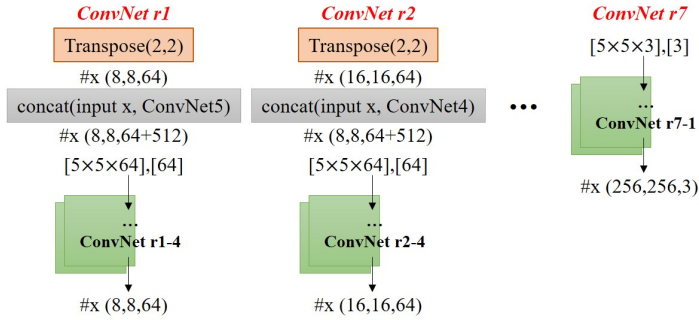 ConvNet r1
Transpose(2,2)
#x (8,8,64)
concat(input x, ConvNet5)
#x (8,8,64+512)
[5×5×64],[64]
...
ConvNet r1-4
#x (8,8,64)
ConvNet r2
Transpose(2,2)
#x (16,16,64)
concat(input x, ConvNet4)
#x (8,8,64+512)
[5×5×64],[64]
...
ConvNet r2-4
#x (16,16,64)
...
ConvNet r7
[5×5×3],[3]
...
ConvNet r7-1
#x (256,256,3)